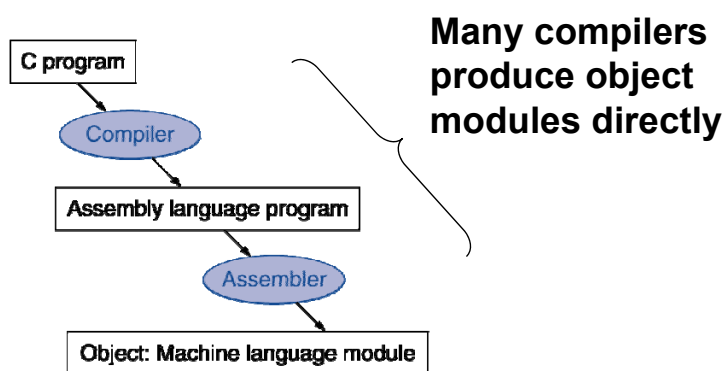 Many compilers
produce object
modules directly
C program
Compiler
Assembly language program
Assembler
Object: Machine language module